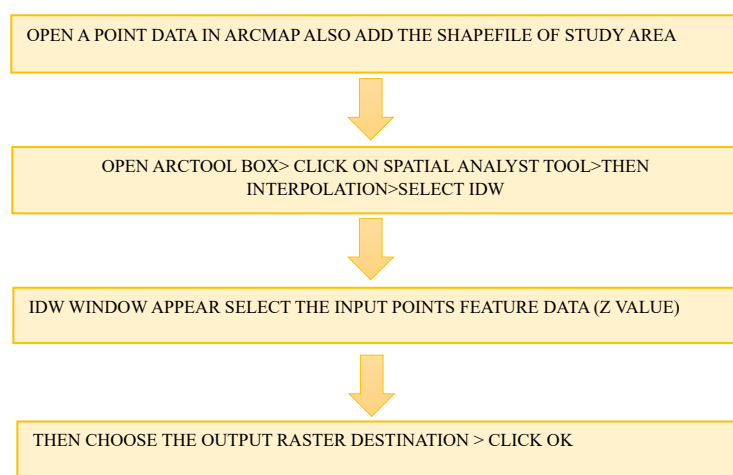 OPEN A POINT DATA IN ARCMAP ALSO ADD THE SHAPEFILE OF STUDY AREA
OPEN ARCTOOL BOX> CLICK ON SPATIAL ANALYST TOOL>THEN
INTERPOLATION>SELECT IDW
IDW WINDOW APPEAR SELECT THE INPUT POINTS FEATURE DATA (Z VALUE)
THEN CHOOSE THE OUTPUT RASTER DESTINATION > CLICK OK